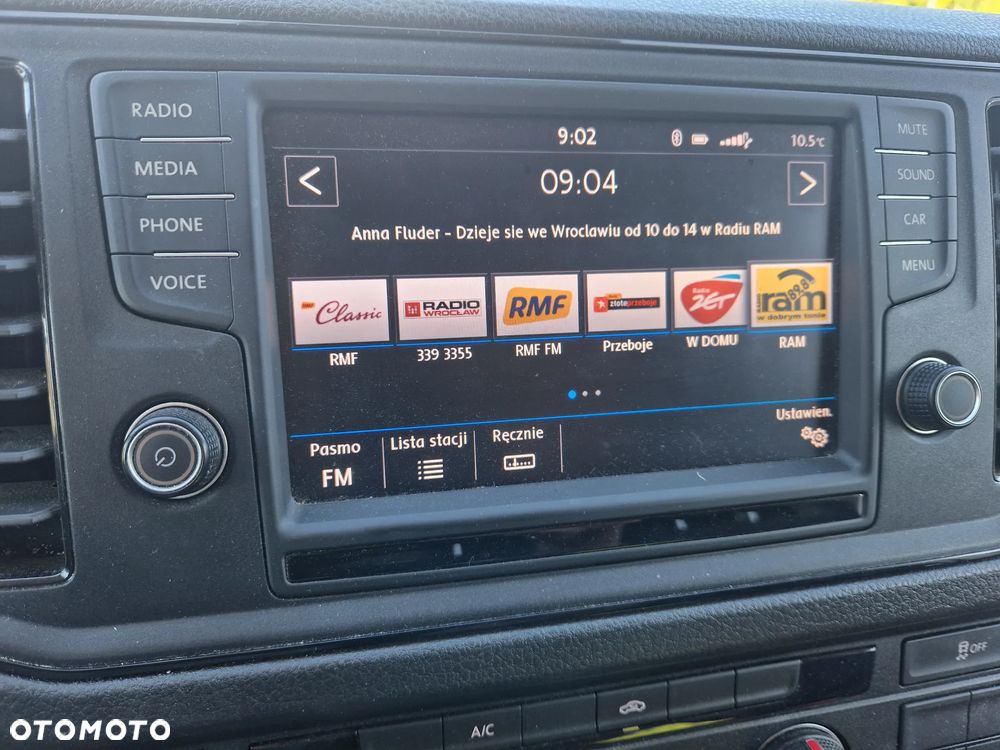 RADIO
MEDIA
PHONE
VOICE
9:02
10.5°C
09:04
Anna Fluder - Dzieje sie we Wroclawiu od 10 do 14 w Radiu RAM
Classic
RADIO
WROCŁAW
RMF
złote przeboje
Radio
ZET
89,8
ram
w dobrym tonie
RMF
339 3355
RMF FM
Przeboje
W DOMU
RAM
Pasmo
FM
Lista stacji
Ręcznie
Ustawien.
MUTE
SOUND
CAR
MENU
OFF
A/C
OTOMOTO